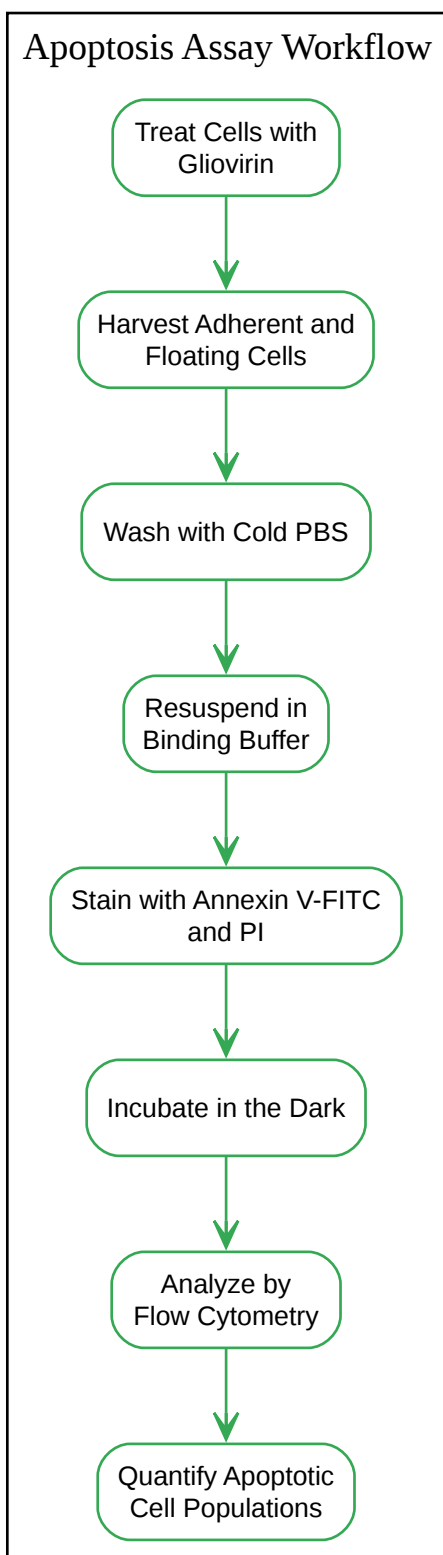 Apoptosis Assay Workflow
Treat Cells with
Gliovirin
Harvest Adherent and
Floating Cells
Wash with Cold PBS
Resuspend in
Binding Buffer
Stain with Annexin V-FITC
and PI
Incubate in the Dark
Analyze by
Flow Cytometry
Quantify Apoptotic
Cell Populations